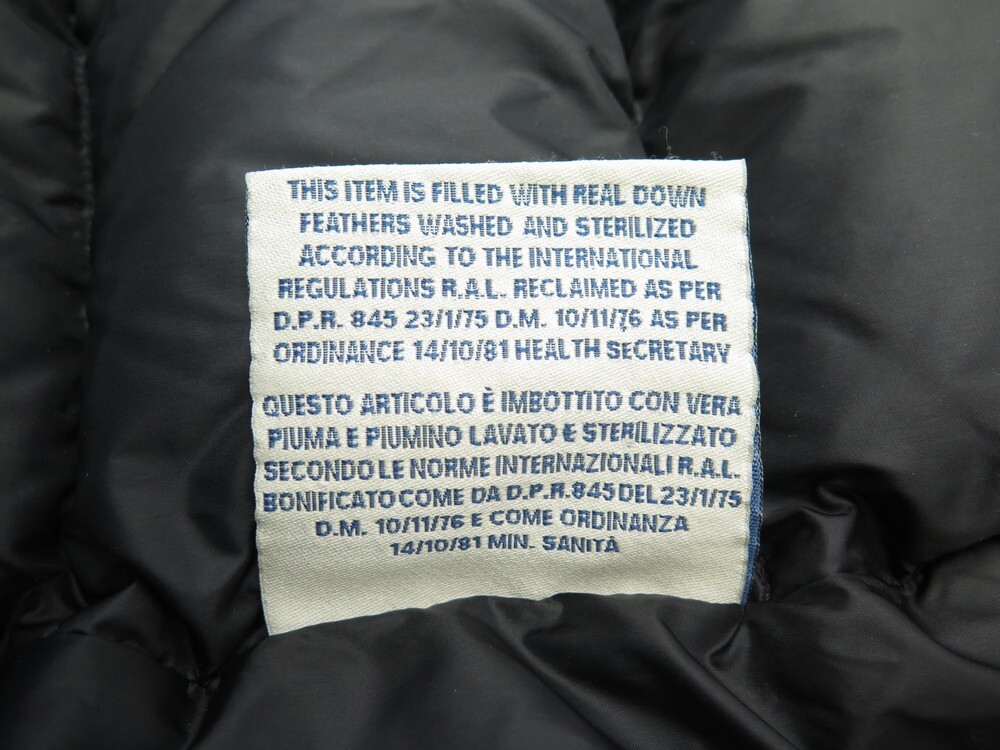 THIS ITEM IS FILLED WITH REAL DOWN
FEATHERS WASHED AND STERILIZED
ACCORDING TO THE INTERNATIONAL
REGULATIONS R.A.L. RECLAIMED AS PER
D.P.R. 845 23/1/75 D.M. 10/11/76 AS PER
ORDINANCE 14/10/81 HEALTH SECRETARY
QUESTO ARTICOLO È IMBOTTITO CON VERA
PIUMA E PIUMINO LAVATO E STERILIZZATO
SECONDO LE NORME INTERNAZIONALI R.A.L.
BONIFICATO COME DA D.P.R.845 DEL 23/1/75
D.M. 10/11/76 E COME ORDINANZA
14/10/81 MIN. SANITÀ